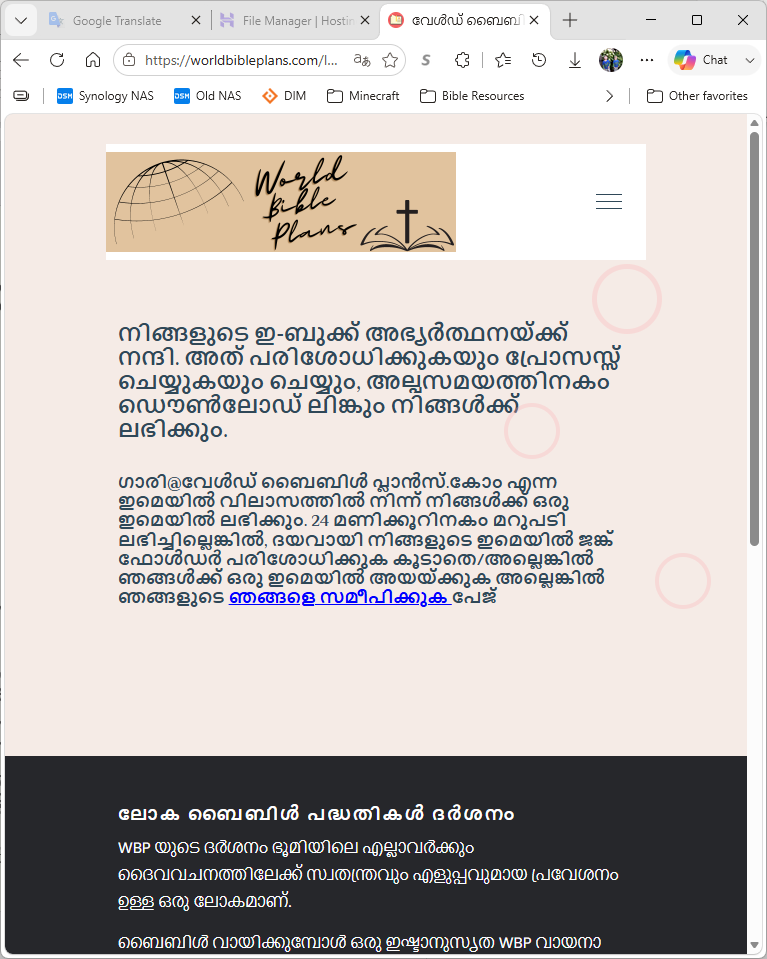 Google Translate
File Manager | Hostin
വേൾഡ് ബൈബി
https://worldbibleplans.com/l...
Chat
Synology NAS
Old NAS
DIM
Minecraft
Bible Resources
Other favorites
World
Bible
Plans
നിങ്ങളുടെ ഇ-ബുക്ക് അഭ്യർത്ഥനയ്ക്ക്
നന്ദി. അത് പരിശോധിക്കുകയും പ്രോസസ്സ്
ചെയ്യുകയും ചെയ്യും, അല്പസമയത്തിനകം
ഡൌൺലോഡ് ലിങ്കും നിങ്ങൾക്ക്
ലഭിക്കും.
ഗാരി@വേൾഡ് ബൈബിൾ പ്ലാൻസ്.കോം എന്ന
ഇമെയിൽ വിലാസത്തിൽ നിന്ന് നിങ്ങൾക്ക് ഒരു
ഇമെയിൽ ലഭിക്കും. 24 മണിക്കൂറിനകം മറുപടി
ലഭിച്ചില്ലെങ്കിൽ, ദയവായി നിങ്ങളുടെ ഇമെയിൽ ജങ്ക്
ഫോൾഡർ പരിശോധിക്കുക കൂടാതെ/അല്ലെങ്കിൽ
ഞങ്ങൾക്ക് ഒരു ഇമെയിൽ അയയ്ക്കുക അല്ലെങ്കിൽ
ഞങ്ങളുടെ ഞങ്ങളെ സമീപിക്കുക പേജ്
ലോക ബൈബിൾ പദ്ധതികൾ ദർശനം
WBP യുടെ ദർശനം ഭൂമിയിലെ എല്ലാവർക്കും
ദൈവവചനത്തിലേക്ക് സ്വതന്ത്രവും എളുപ്പവുമായ പ്രവേശനം
ഉള്ള ഒരു ലോകമാണ്.
ബൈബിൾ വായിക്കുമ്പോൾ ഒരു ഇഷ്ടാനുസൃത WBP വായനാ